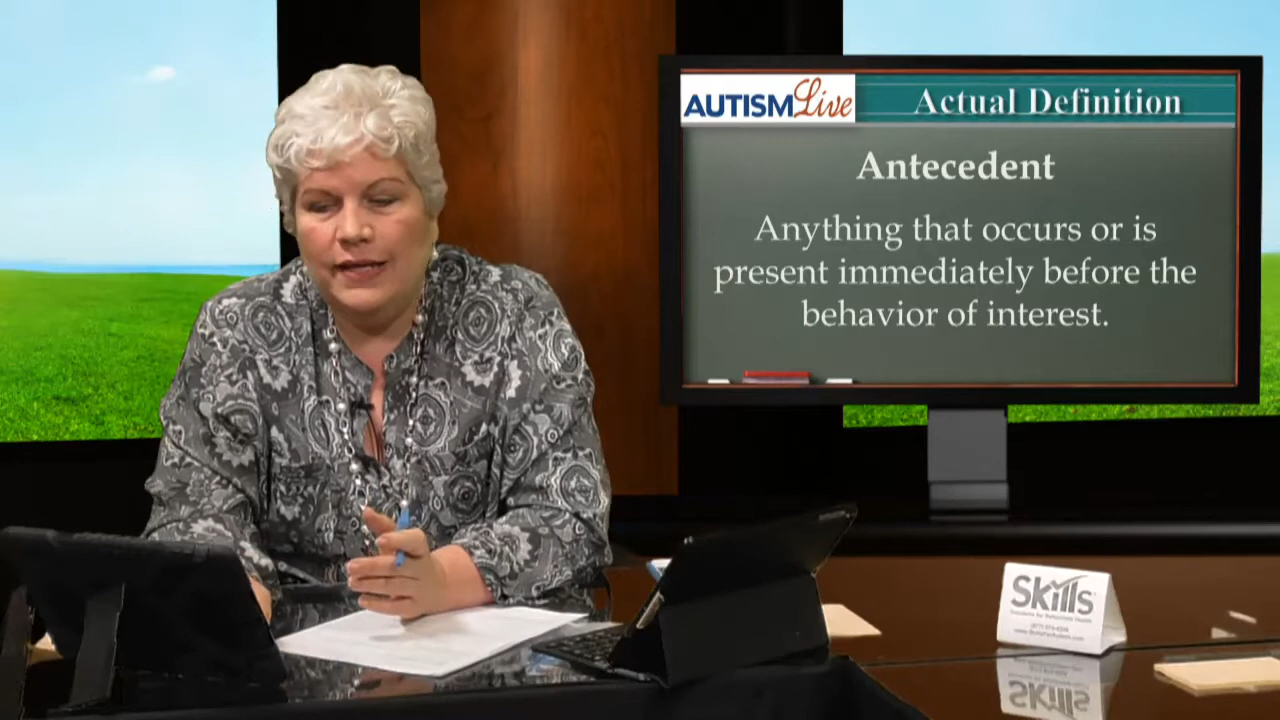 AUTISM Live
Actual Definition
Antecedent
Anything that occurs or is
present immediately before the
behavior of interest.
Skills